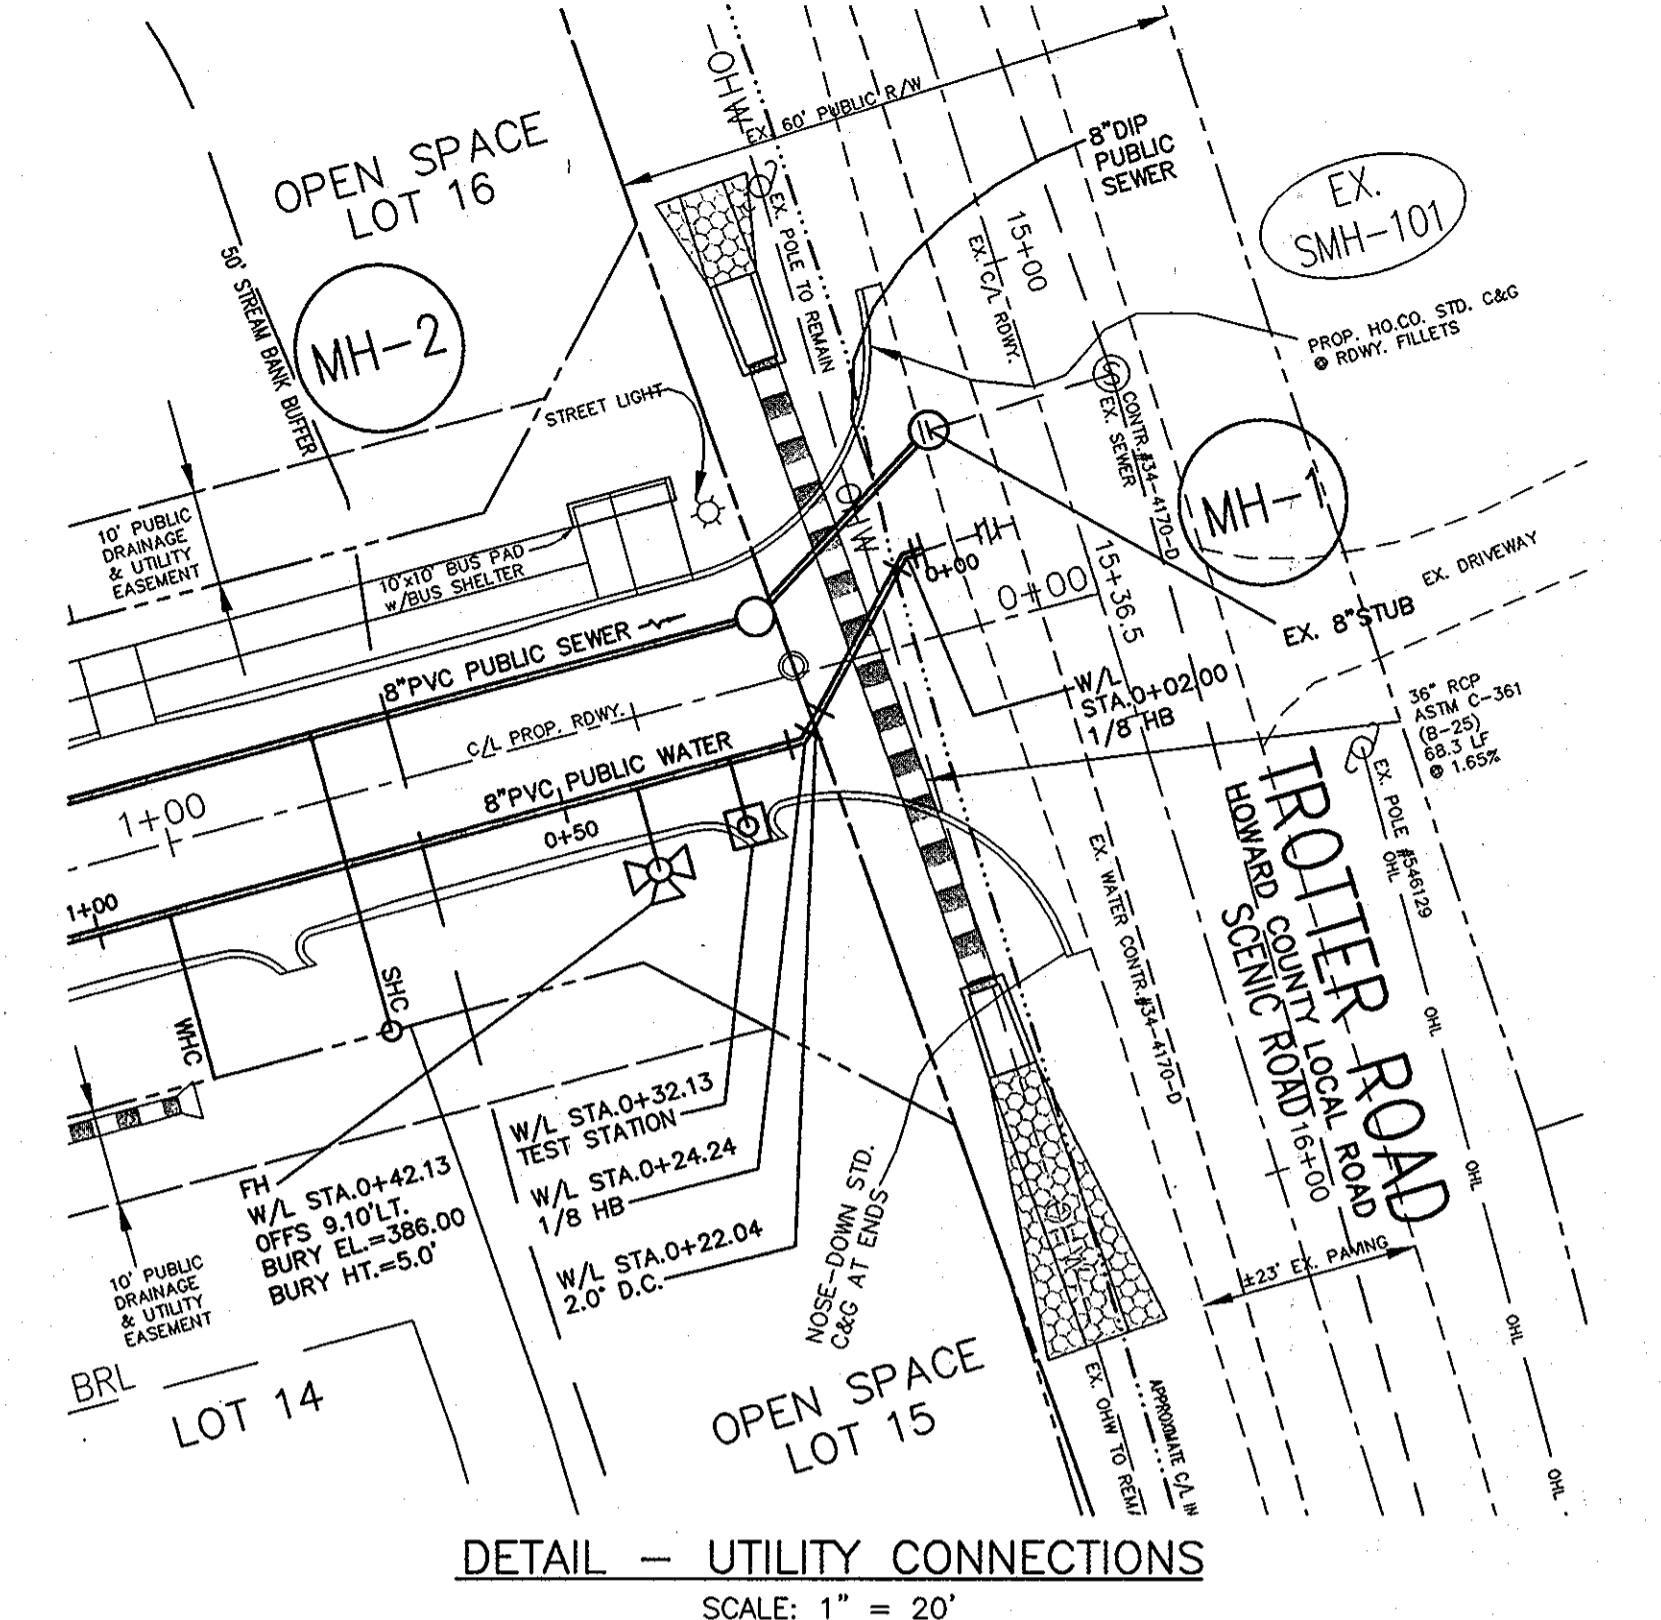 OHW
EX. 60' PUBLIC R/W
8"DIP
PUBLIC
SEWER
OPEN SPACE
LOT 16
EX.
SMH-101
EX. POLE TO REMAIN
15+00
EX. C/L RDWY.
50' STREAM BANK BUFFER
MH-2
PROP. HO.CO. STD. C&G
@ RDWY. FILLETS
STREET LIGHT
CONTR.#34-4170-D
EX. SEWER
MH-1
10' PUBLIC
DRAINAGE
& UTILITY
EASEMENT
10'x10' BUS PAD
w/BUS SHELTER
0+00
0+00
15+36.5
EX. DRIVEWAY
EX. 8"STUB
8"PVC PUBLIC SEWER
W/L
STA.0+02.00
1/8 HB
36" RCP
ASTM C-361
(B-25)
68.3 LF
@ 1.65%
C/L PROP. RDWY.
8"PVC PUBLIC WATER
1+00
0+50
1+00
EX. POLE #546129
OHL
TROTTER ROAD
HOWARD COUNTY LOCAL ROAD
SCENIC ROAD
EX. WATER CONTR.#34-4170-D
SHC
WHC
OHL
W/L STA.0+32.13
TEST STATION
W/L STA.0+24.24
1/8 HB
W/L STA.0+22.04
2.0° D.C.
FH
W/L STA.0+42.13
OFFS 9.10'LT.
BURY EL.=386.00
BURY HT.=5.0'
NOSE-DOWN STD.
C&G AT ENDS
16+00
OHL
±23' EX. PAVING
10' PUBLIC
DRAINAGE
& UTILITY
EASEMENT
OHL
BRL
LOT 14
OPEN SPACE
LOT 15
EX. OHW TO REMA
APPROXIMATE C/L IN
OHL
DETAIL - UTILITY CONNECTIONS
SCALE: 1" = 20'